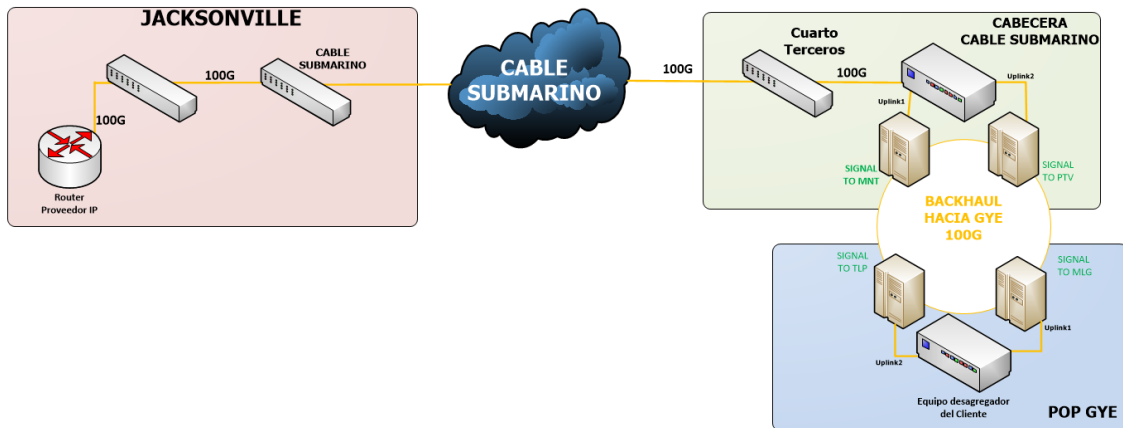 JACKSONVILLE
CABLE
SUBMARINO
100G
100G
Router
Proveedor IP
CABLE
SUBMARINO
100G
Cuarto
Terceros
100G
CABECERA
CABLE SUBMARINO
Uplink2
Uplink1
SIGNAL
TO MNT
SIGNAL
TO PTV
BACKHAUL
HACIA GYE
100G
SIGNAL
TO TLP
SIGNAL
TO MLG
Uplink1
Uplink2
Equipo desagregador
del Cliente
POP GYE